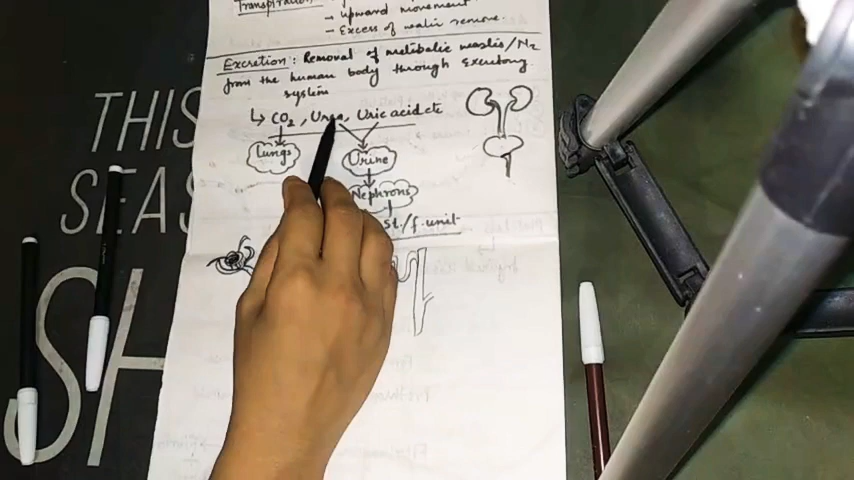 Transpiration
→ upward movement
- Excess of water remove.
Excretion: Removal of metabolic wastes/N2
from the human body through Excretory
system
↳ CO2, Urea, Uric acid etc
Lungs
Urine
Nephrons
St./f. unit
THIS
SEAS
SH